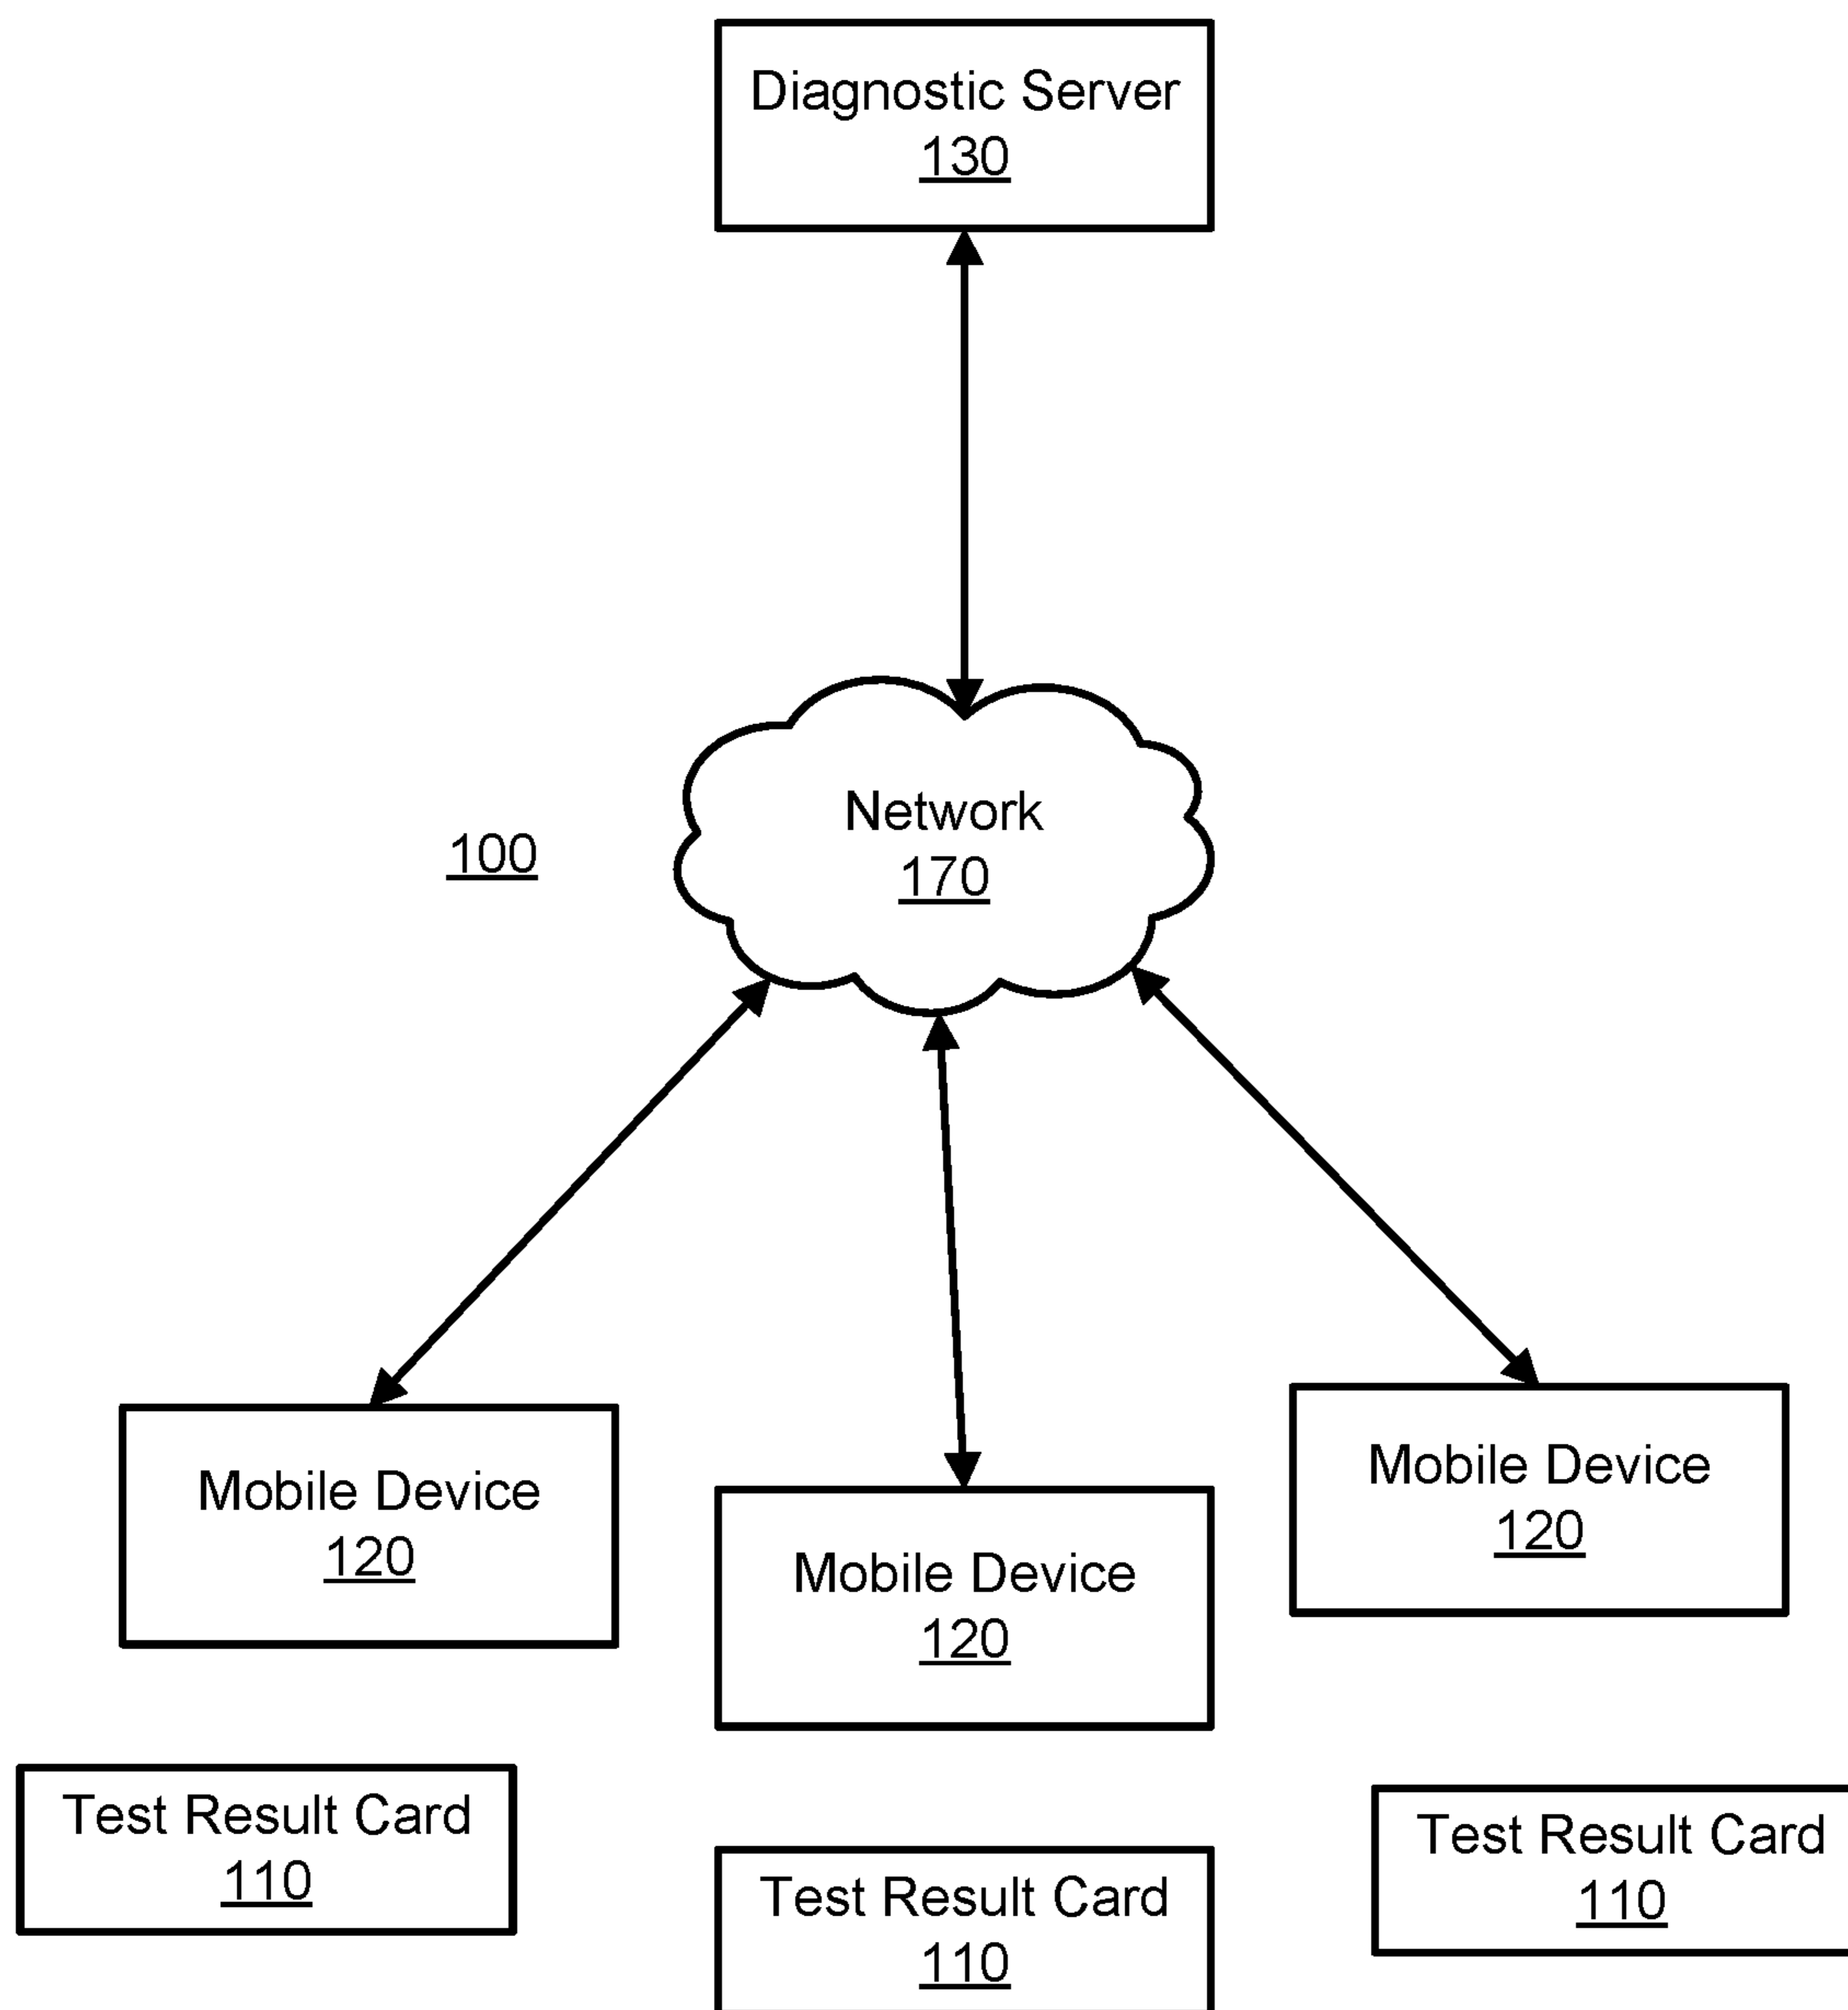 Diagnostic Server
130
Network
170
100
Mobile Device
120
Mobile Device
120
Mobile Device
120
Test Result Card
110
Test Result Card
110
Test Result Card
110